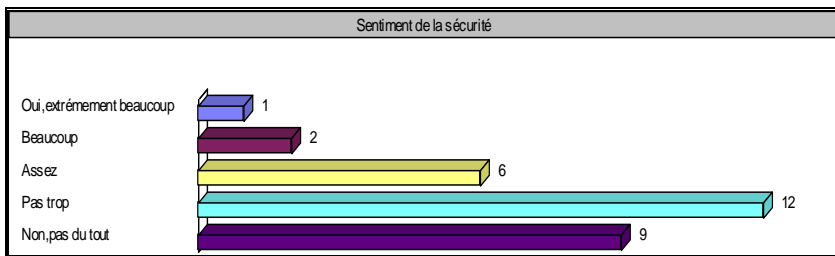 Sentiment de la sécurité
Oui,extrémement beaucoup 1
Beaucoup 2
Assez 6
Pas trop 12
Non,pas du tout 9